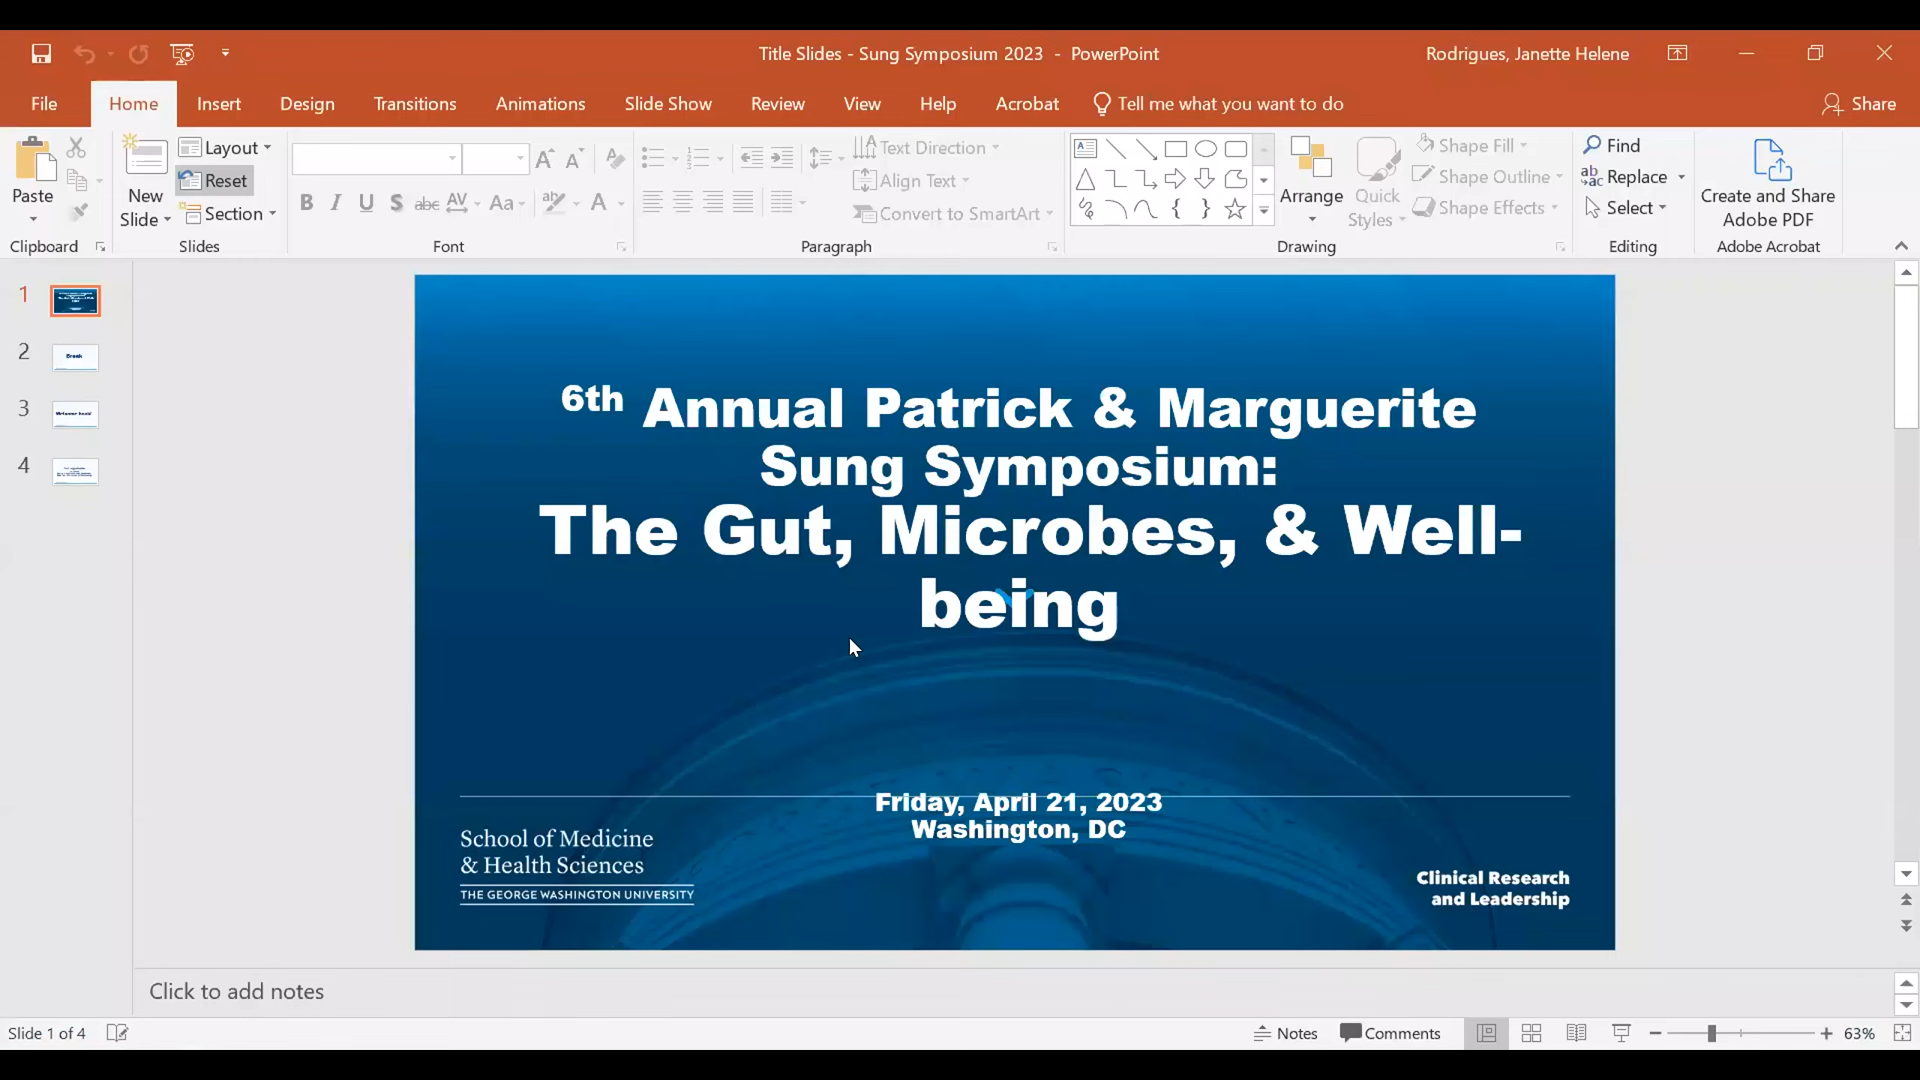 Title Slides - Sung Symposium 2023 - PowerPoint
Rodrigues, Janette Helene
File Home Insert Design Transitions Animations Slide Show Review View Help Acrobat Tell me what you want to do Share
Paste
Clipboard
New Slide
Layout
Reset
Section
Slides
Font
Text Direction
Align Text
Convert to SmartArt
Paragraph
Arrange
Quick Styles
Shape Fill
Shape Outline
Shape Effects
Drawing
Find
Replace
Select
Editing
Create and Share
Adobe PDF
Adobe Acrobat
1
2
Break
3
4
6th Annual Patrick & Marguerite
Sung Symposium:
The Gut, Microbes, & Well-
being
Friday, April 21, 2023
Washington, DC
School of Medicine
& Health Sciences
THE GEORGE WASHINGTON UNIVERSITY
Clinical Research
and Leadership
Click to add notes
Slide 1 of 4
Notes Comments 63%